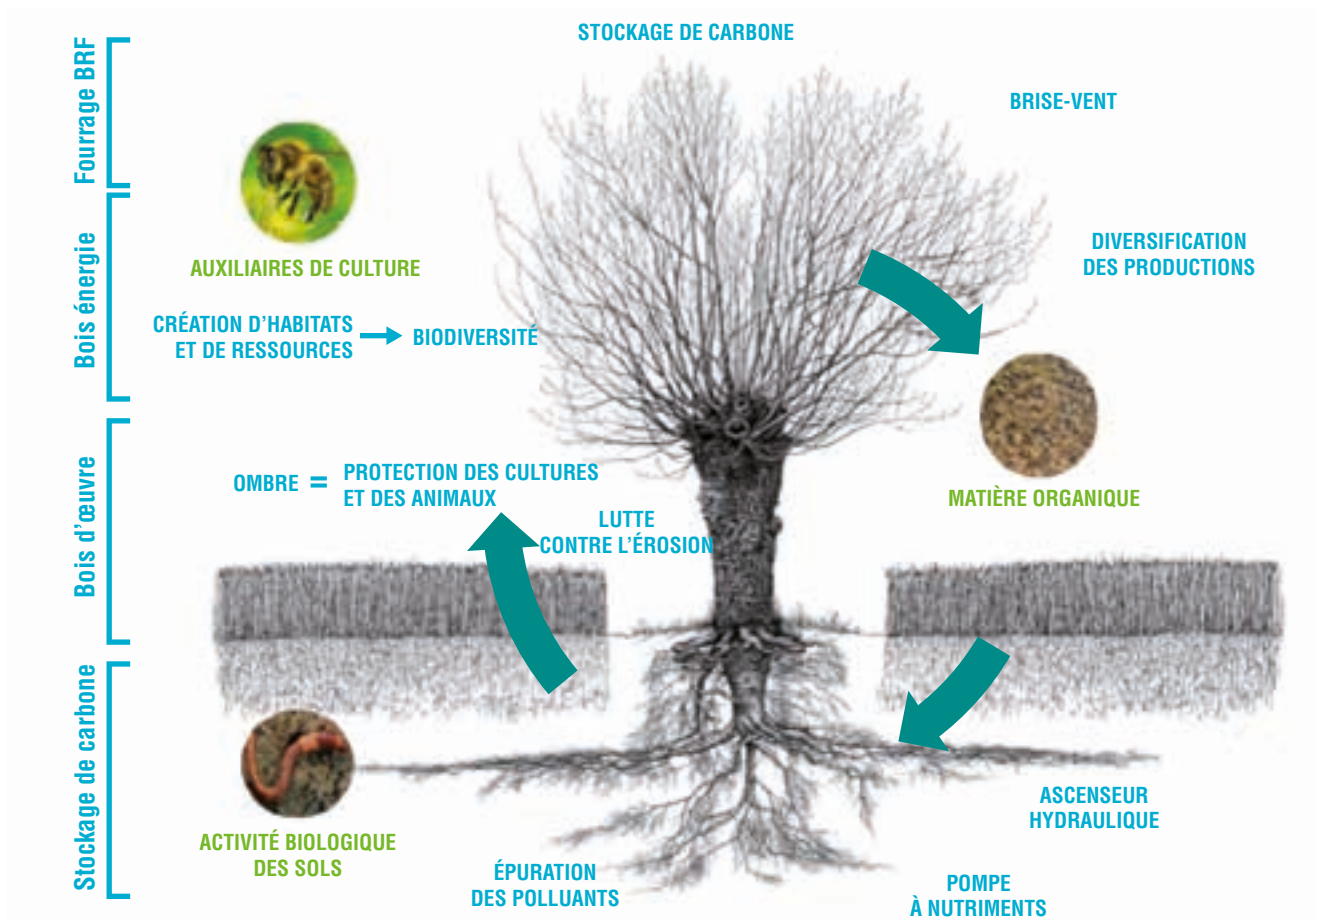 STOCKAGE DE CARBONE
BRISE-VENT
Fourrage BRF
AUXILIAIRES DE CULTURE
DIVERSIFICATION
DES PRODUCTIONS
Bois énergie
CRÉATION D'HABITATS
ET DE RESSOURCES
BIODIVERSITÉ
Bois d'œuvre
OMBRE =
PROTECTION DES CULTURES
ET DES ANIMAUX
MATIÈRE ORGANIQUE
LUTTE
CONTRE L'ÉROSION
Stockage de carbone
ACTIVITÉ BIOLOGIQUE
DES SOLS
ASCENSEUR
HYDRAULIQUE
ÉPURATION
DES POLLUANTS
POMPE
À NUTRIMENTS